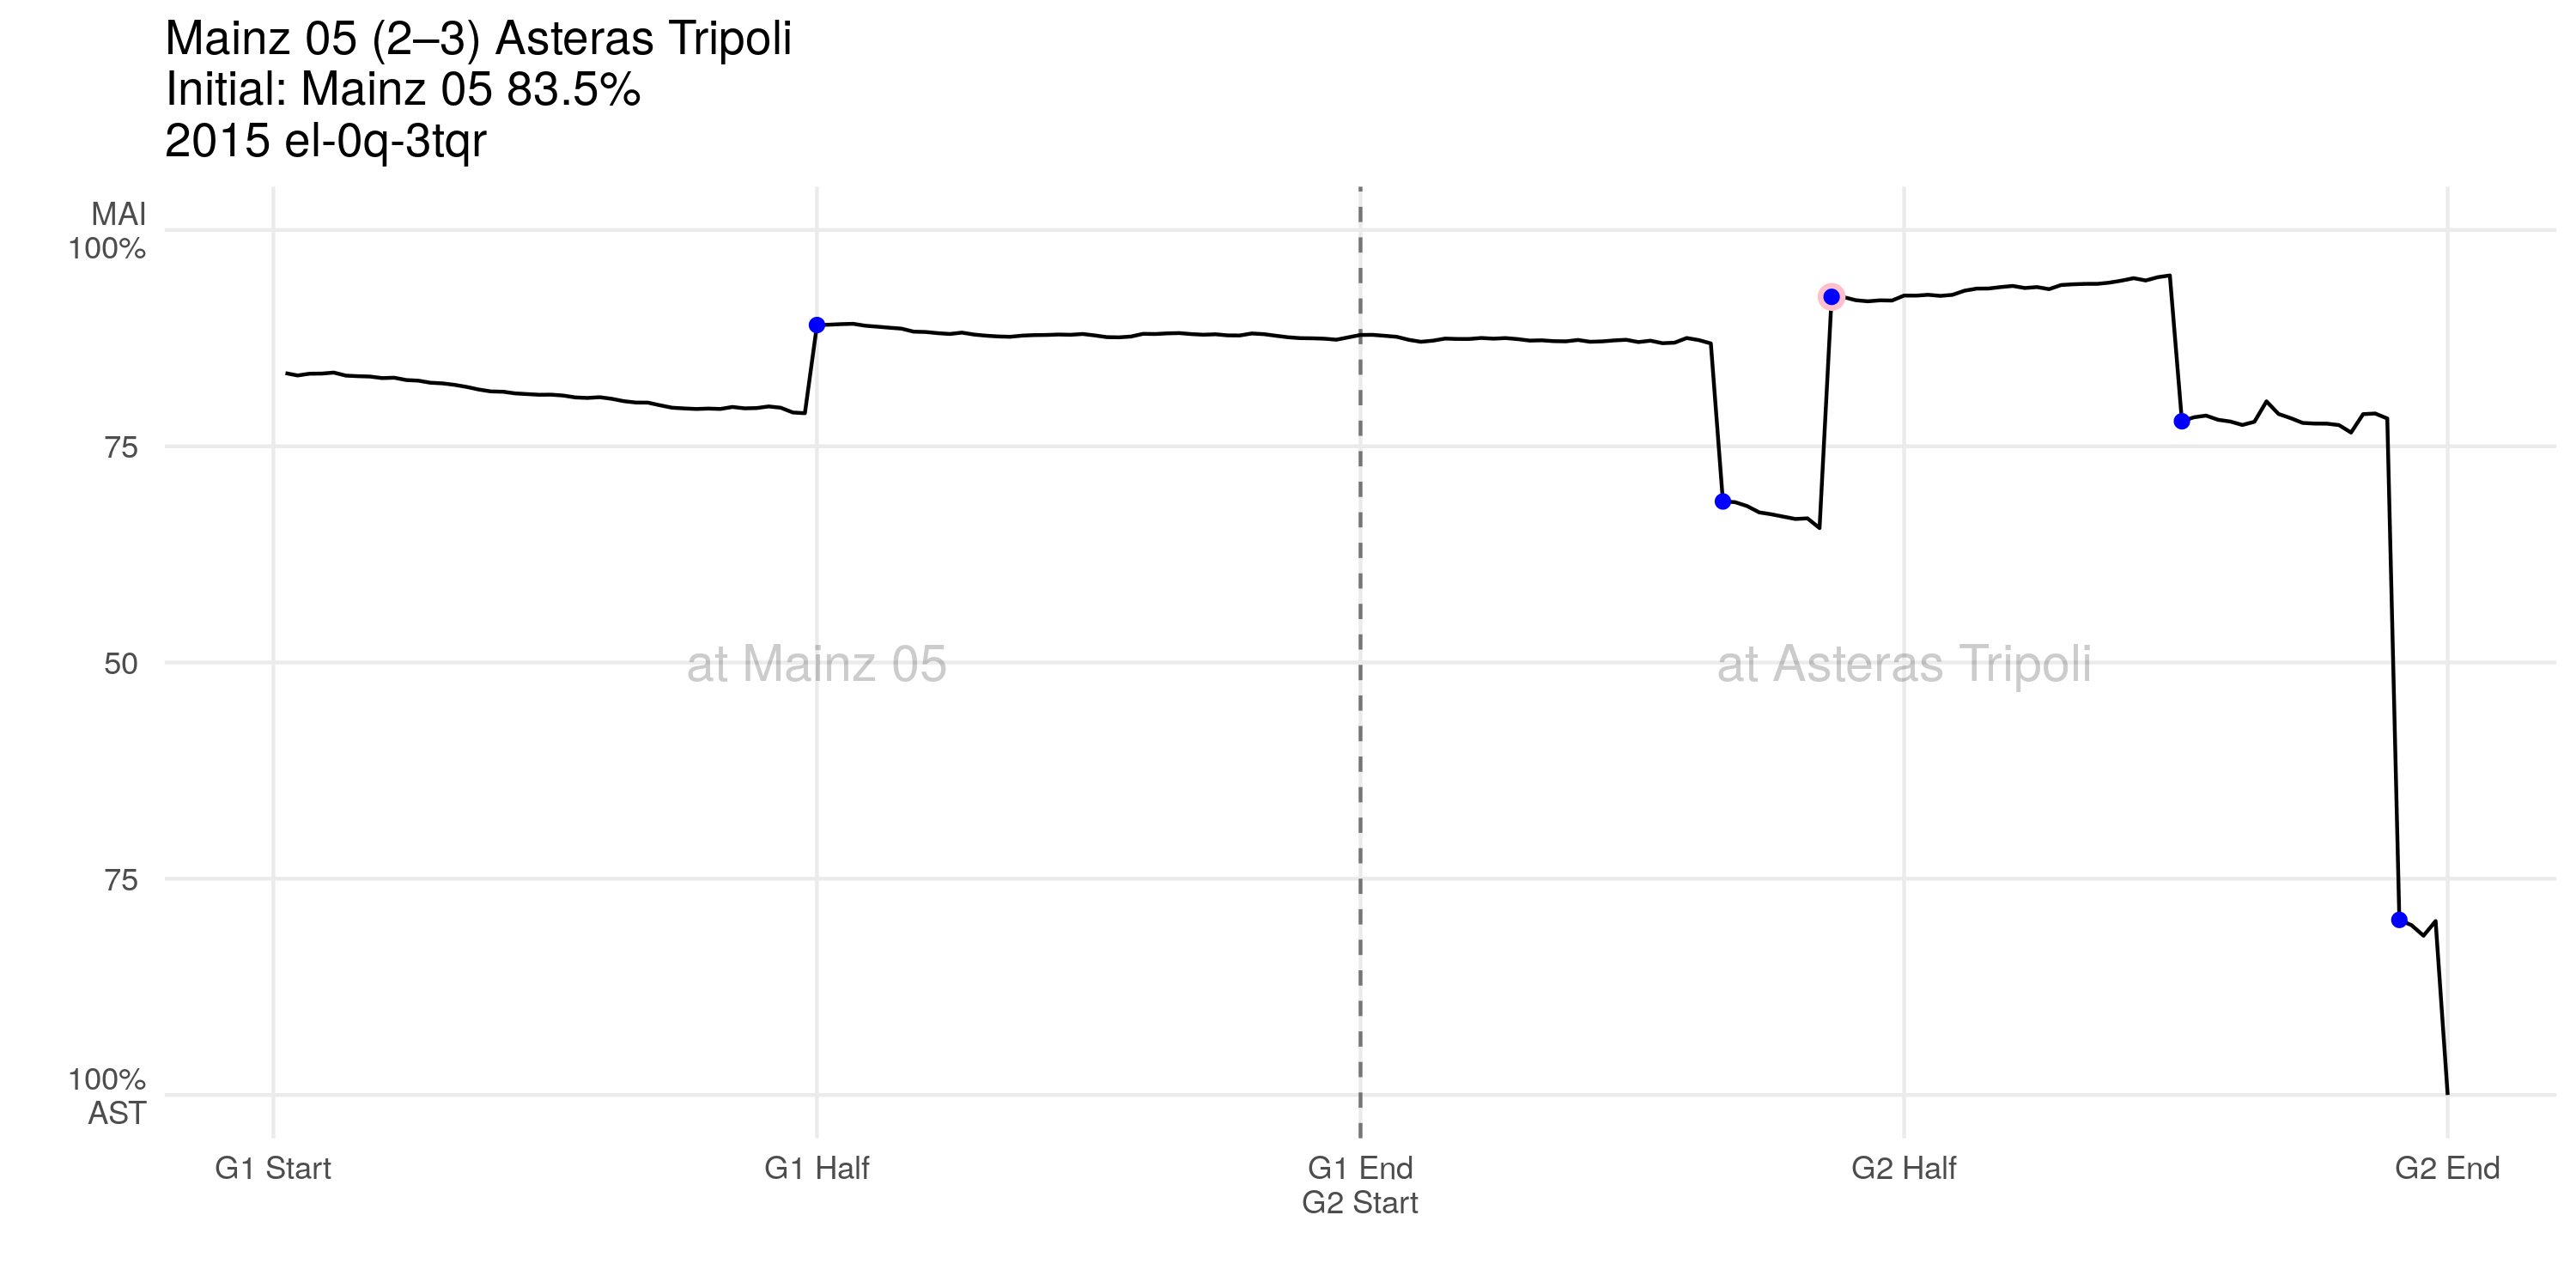 Mainz 05 (2–3) Asteras Tripoli
Initial: Mainz 05 83.5%
2015 el-0q-3tqr
MAI
100%
75
50
75
100%
AST
at Mainz 05
at Asteras Tripoli
G1 Start
G1 Half
G1 End
G2 Start
G2 Half
G2 End